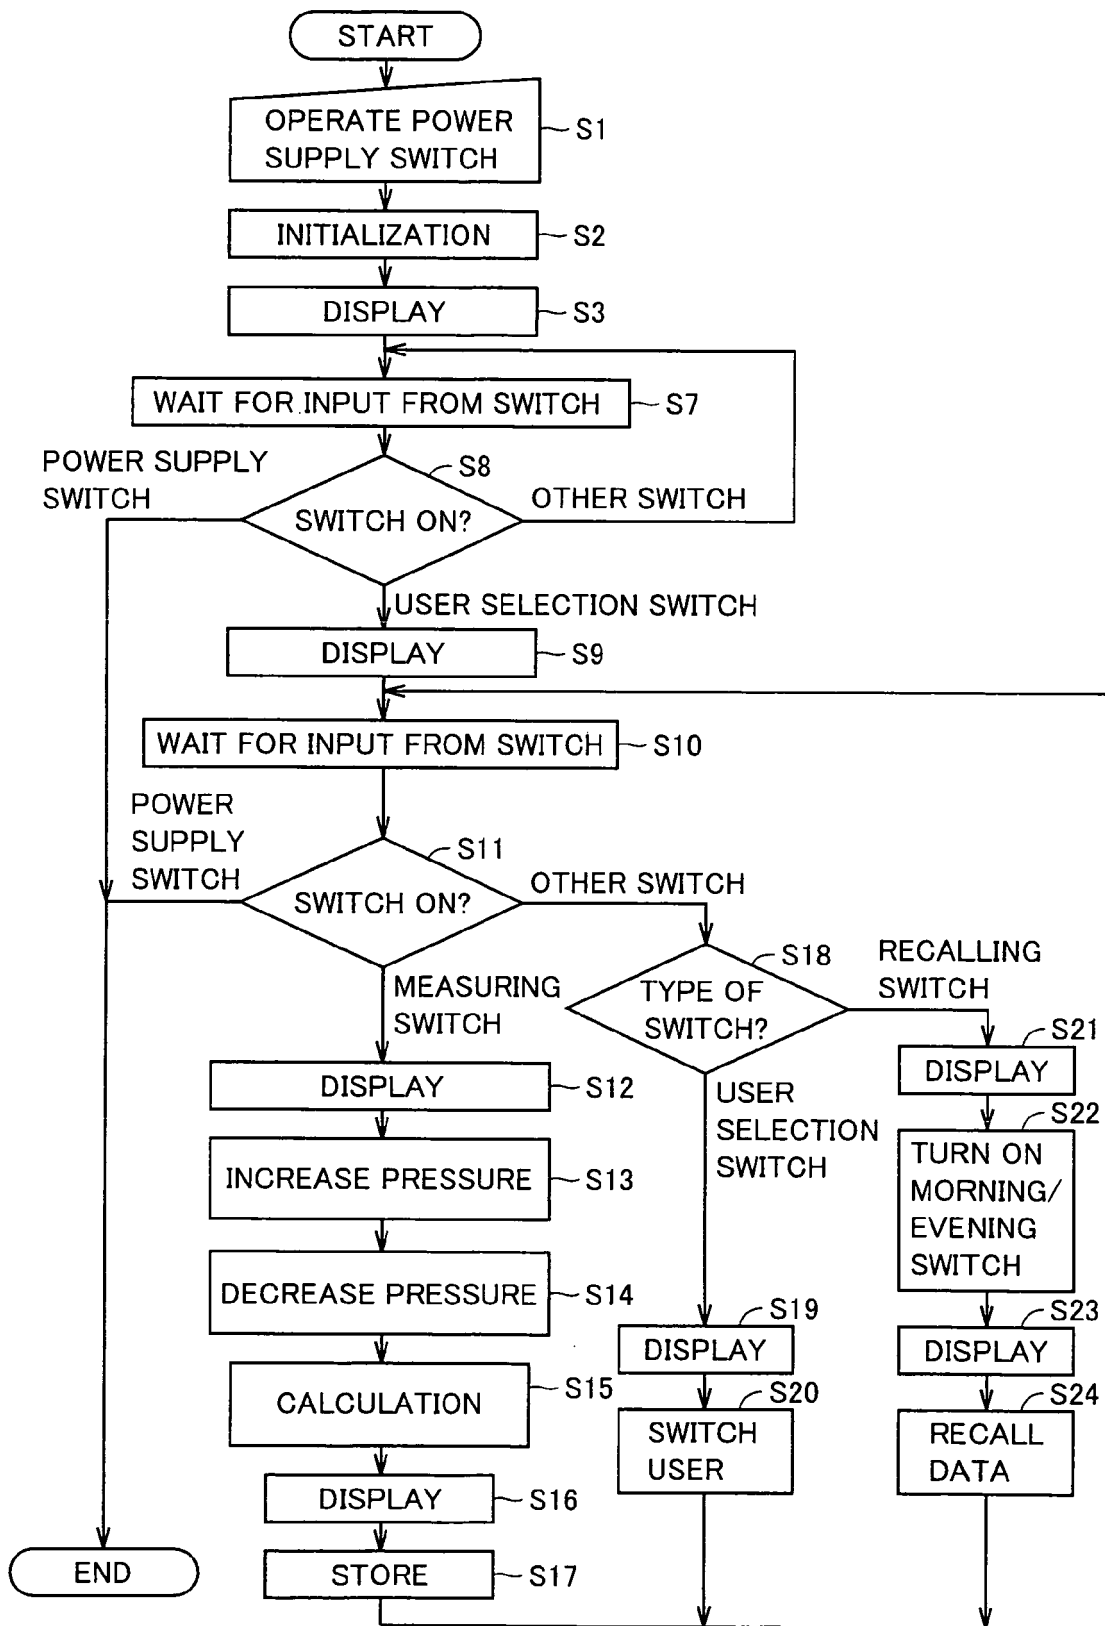 START
OPERATE POWER
SUPPLY SWITCH
S1
INITIALIZATION
S2
DISPLAY
S3
WAIT FOR INPUT FROM SWITCH
S7
POWER SUPPLY
SWITCH
S8
SWITCH ON?
OTHER SWITCH
USER SELECTION SWITCH
DISPLAY
S9
WAIT FOR INPUT FROM SWITCH
S10
POWER
SUPPLY
SWITCH
S11
SWITCH ON?
OTHER SWITCH
MEASURING
SWITCH
S18
TYPE OF
SWITCH?
RECALLING
SWITCH
DISPLAY
S12
INCREASE PRESSURE
S13
DECREASE PRESSURE
S14
CALCULATION
S15
DISPLAY
S16
STORE
S17
USER
SELECTION
SWITCH
S19
DISPLAY
S20
SWITCH
USER
S21
DISPLAY
S22
TURN ON
MORNING/
EVENING
SWITCH
S23
DISPLAY
S24
RECALL
DATA
END